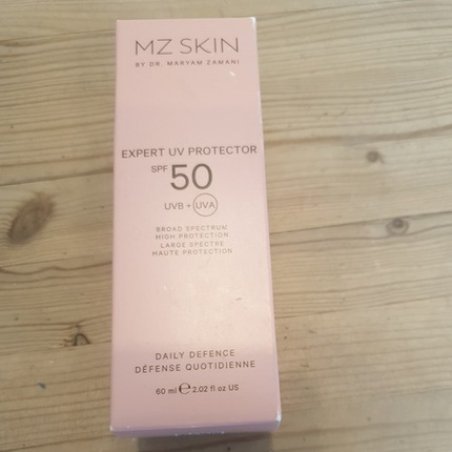 MZ SKIN
BY DR. MARYAM ZAMANI
EXPERT UV PROTECTOR
SPF 50
UVB + UVA
BROAD SPECTRUM
HIGH PROTECTION
LARGE SPECTRE
HAUTE PROTECTION
DAILY DEFENCE
DÉFENSE QUOTIDIENNE
60 ml ℮ 2.02 fl oz US